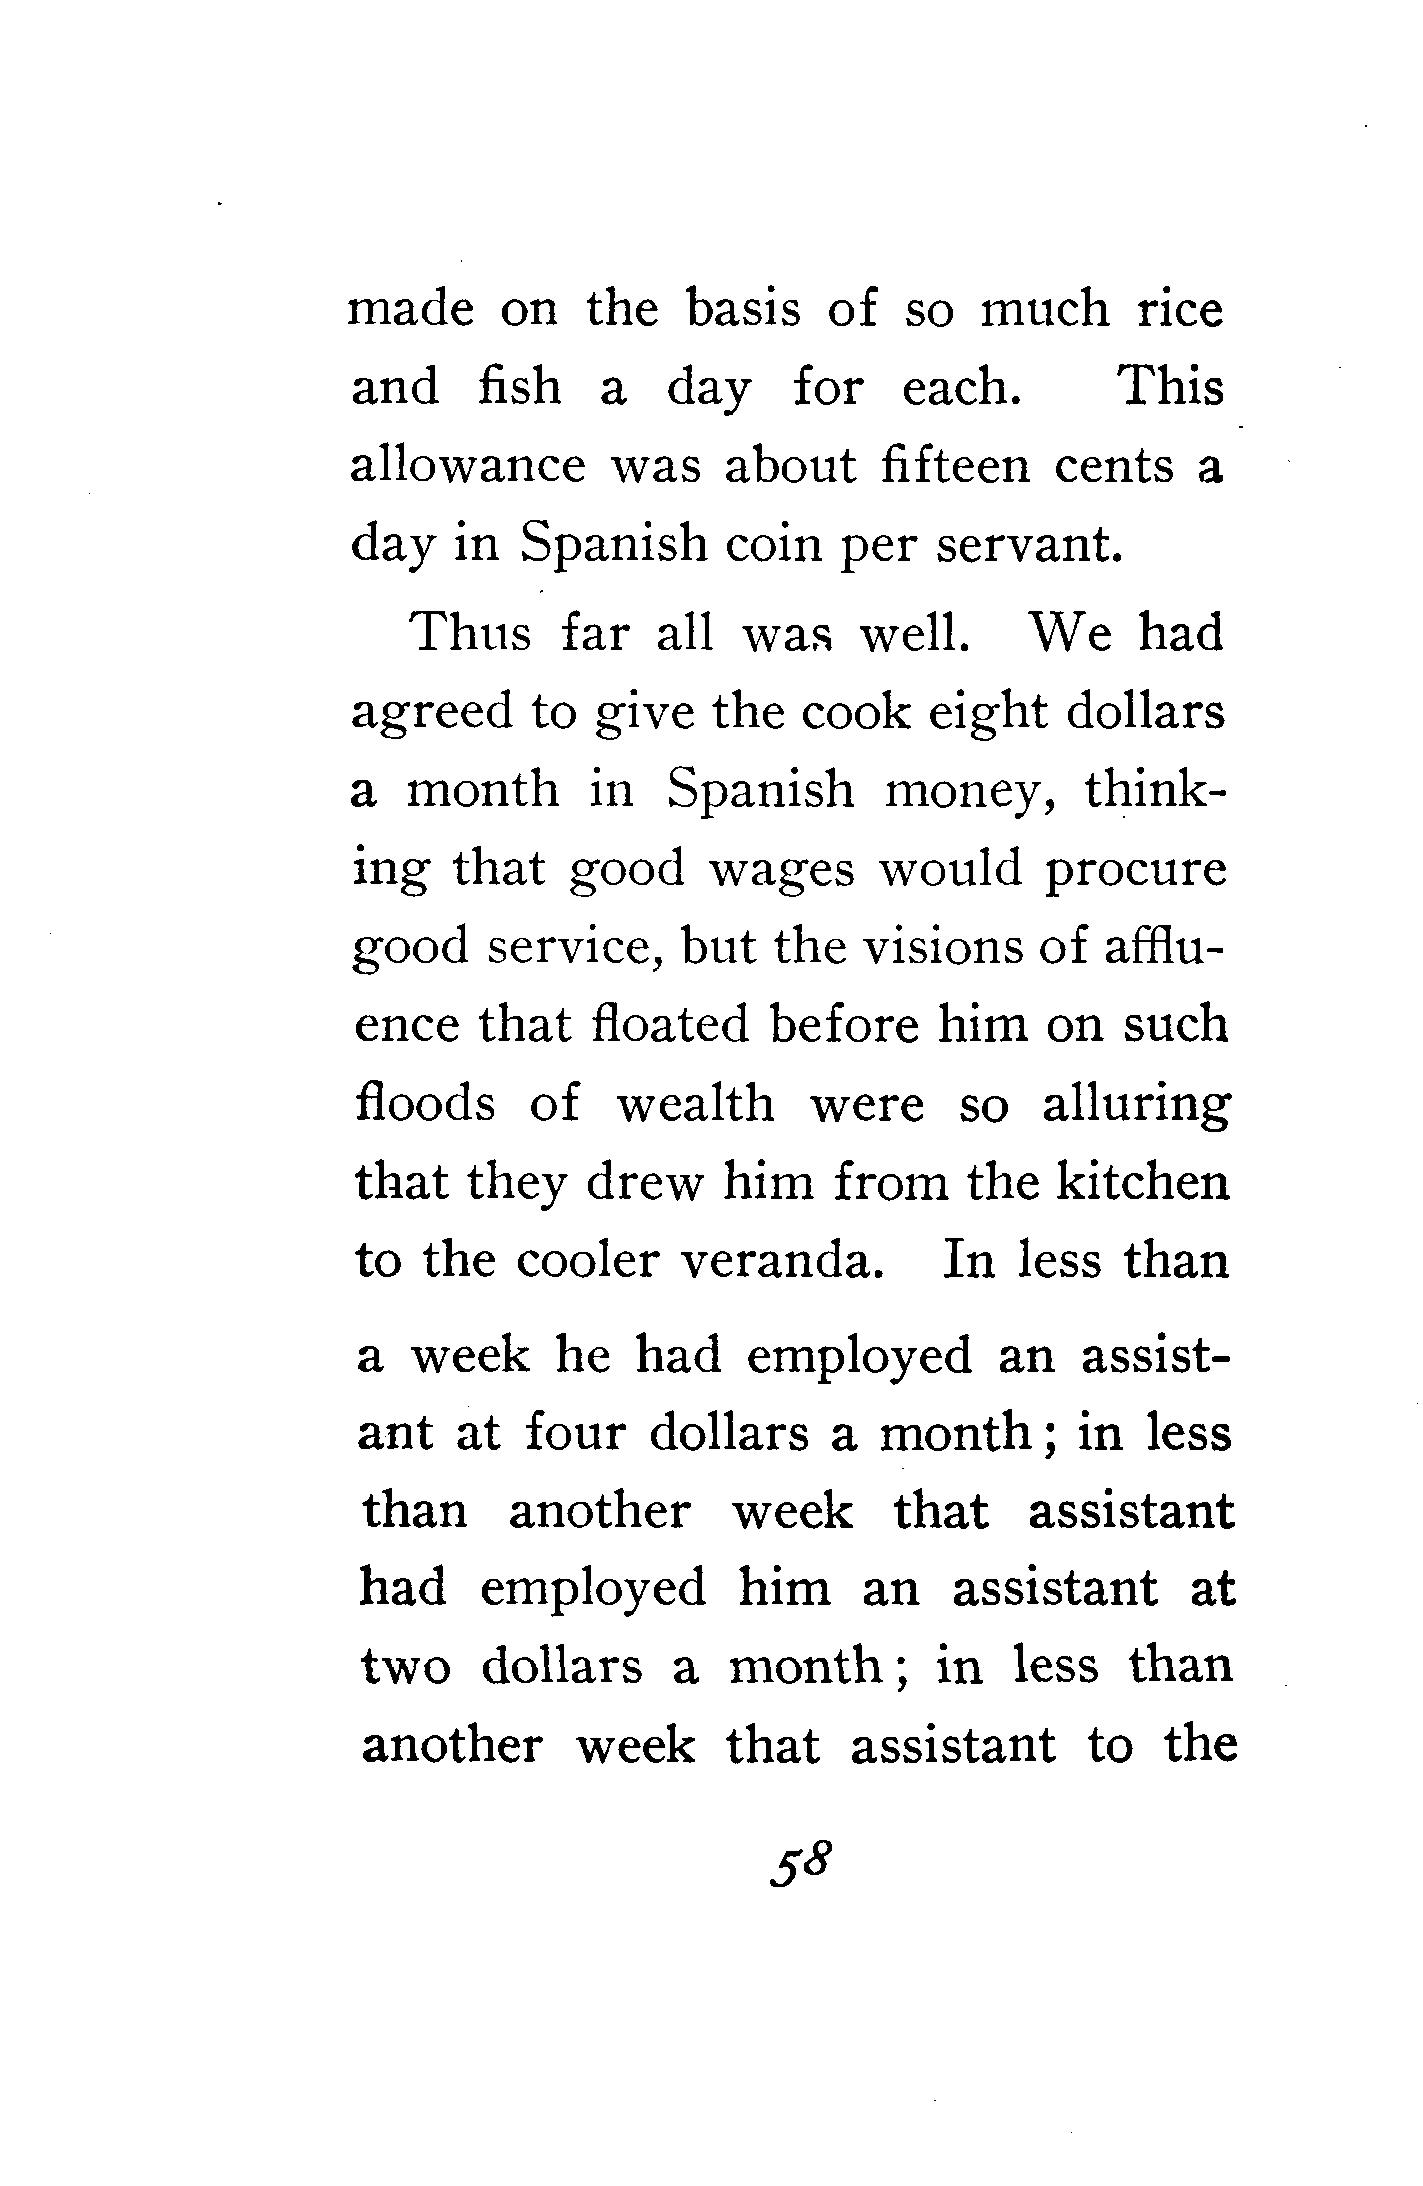 made on the basis of so much rice
and fish a day for each. This
allowance was about fifteen cents a
day in Spanish coin per servant.
Thus far all was well. We had
agreed to give the cook eight dollars
a month in Spanish money, think-
ing that good wages would procure
good service, but the visions of afflu-
ence that floated before him on such
floods of wealth were so alluring
that they drew him from the kitchen
to the cooler veranda. In less than
a week he had employed an assist-
ant at four dollars a month; in less
than another week that assistant
had employed him an assistant at
two dollars a month; in less than
another week that assistant to the
58